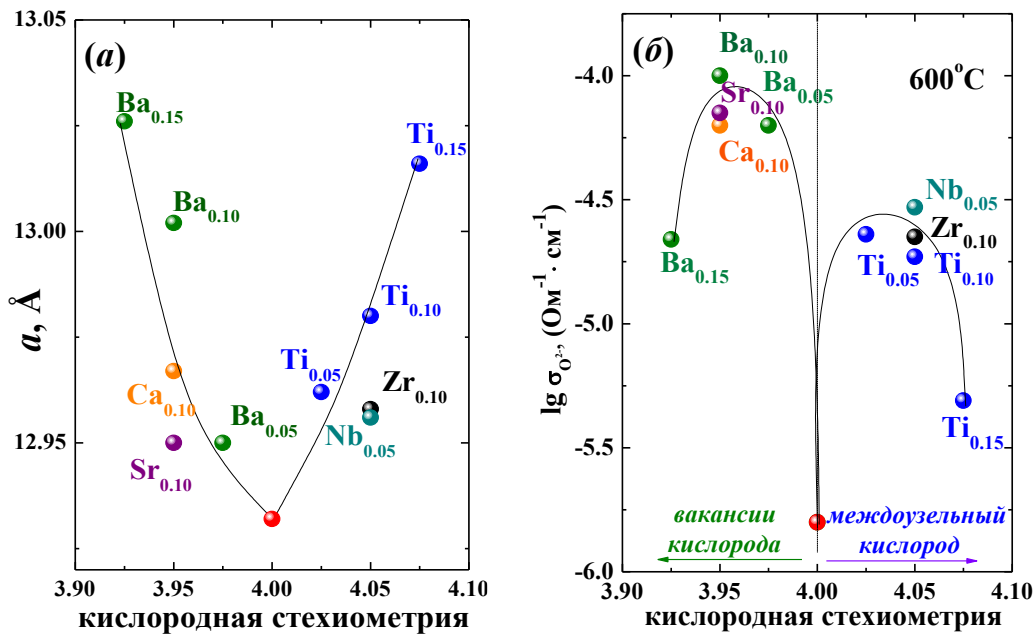 (а)
13.05
13.00
12.95
a, Å
Ba0.15
Ba0.10
Ca0.10
Sr0.10
Ba0.05
Ti0.15
Ti0.10
Ti0.05
Zr0.10
Nb0.05
3.90 3.95 4.00 4.05 4.10
кислородная стехиометрия
(б)
600°C
-4.0
-4.5
-5.0
-5.5
-6.0
lg σO2-, (Ом-1 · см-1)
Ba0.10
Ba0.05
Sr0.10
Ca0.10
Ba0.15
Nb0.05
Zr0.10
Ti0.05
Ti0.10
Ti0.15
вакансии
кислорода
междоузельный
кислород
3.90 3.95 4.00 4.05 4.10
кислородная стехиометрия